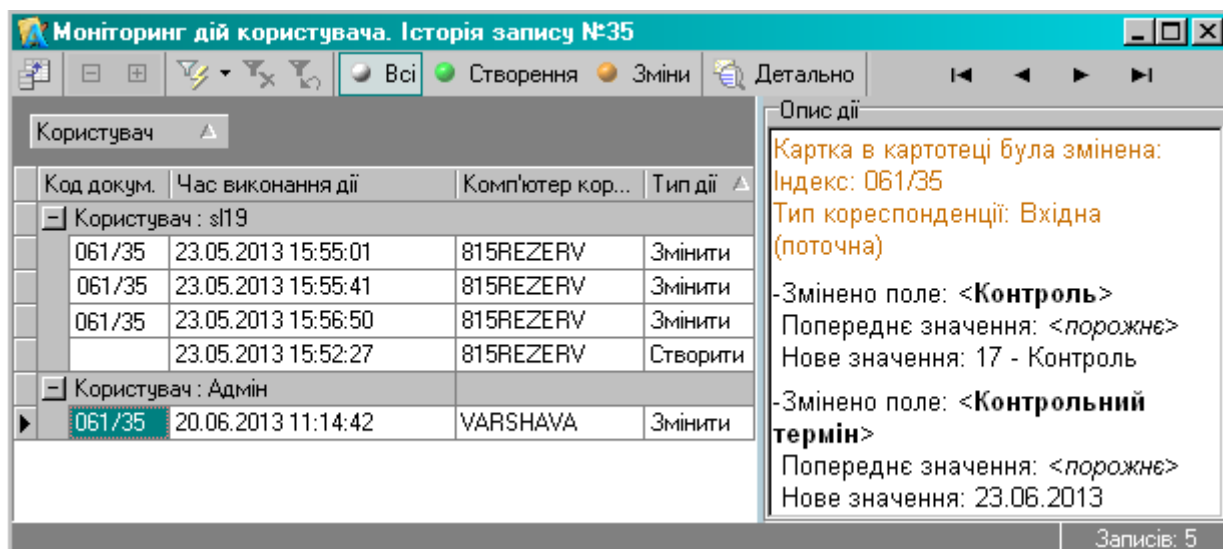 Моніторинг дій користувача. Історія запису №35
Всі Створення Зміни Детально
Користувач
Код докум. Час виконання дії Комп'ютер кор... Тип дії
Користувач : sl19
061/35 23.05.2013 15:55:01 815REZERV Змінити
061/35 23.05.2013 15:55:41 815REZERV Змінити
061/35 23.05.2013 15:56:50 815REZERV Змінити
23.05.2013 15:52:27 815REZERV Створити
Користувач : Адмін
061/35 20.06.2013 11:14:42 VARSHAVA Змінити
Опис дії
Картка в картотеці була змінена:
Індекс: 061/35
Тип кореспонденції: Вхідна
(поточна)
-Змінено поле: <Контроль>
Попереднє значення: <порожнє>
Нове значення: 17 - Контроль
-Змінено поле: <Контрольний
термін>
Попереднє значення: <порожнє>
Нове значення: 23.06.2013
Записів: 5